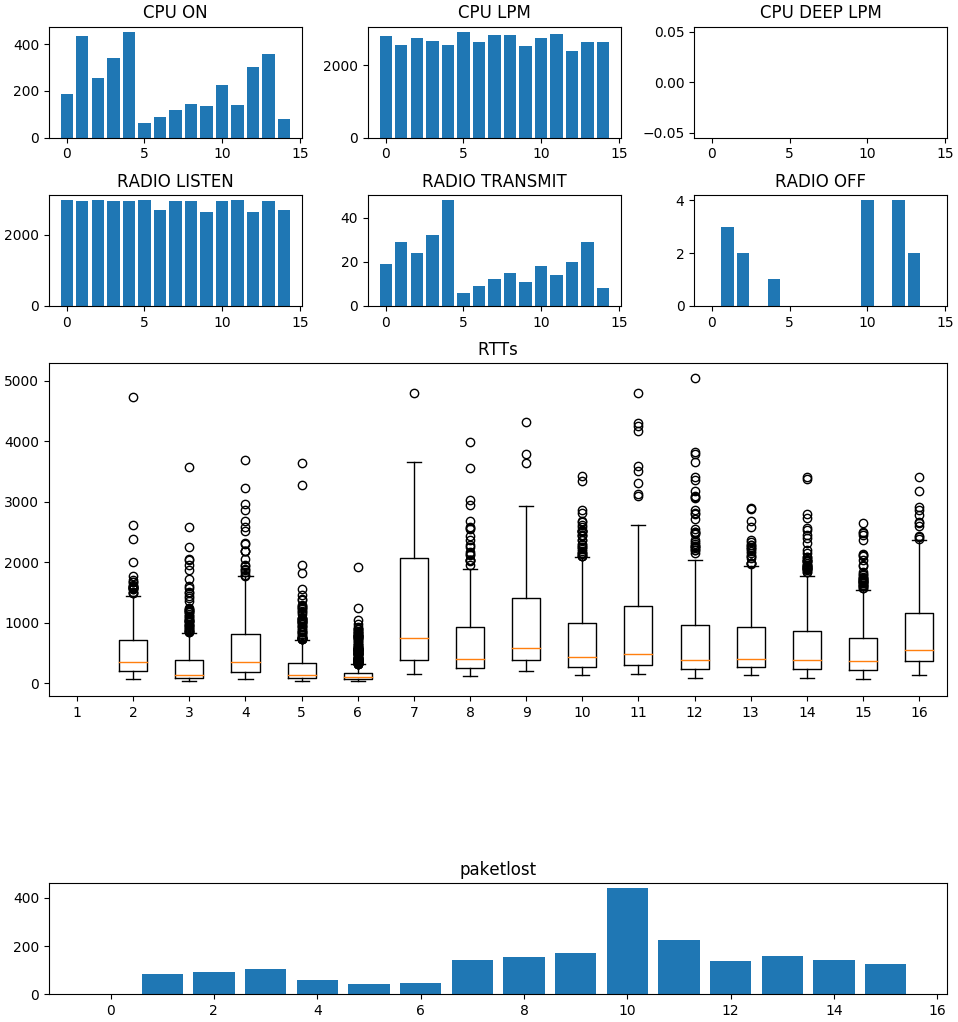 CPU ON CPU LPM CPU DEEP LPM
400
200
0
0 5 10 15
2000
0
0 5 10 15
0.05
0.00
−0.05
0 5 10 15
RADIO LISTEN RADIO TRANSMIT RADIO OFF
2000
0
0 5 10 15
40
20
0
0 5 10 15
4
2
0
0 5 10 15
RTTs
5000
4000
3000
2000
1000
0
1 2 3 4 5 6 7 8 9 10 11 12 13 14 15 16
paketlost
400
200
0
0 2 4 6 8 10 12 14 16